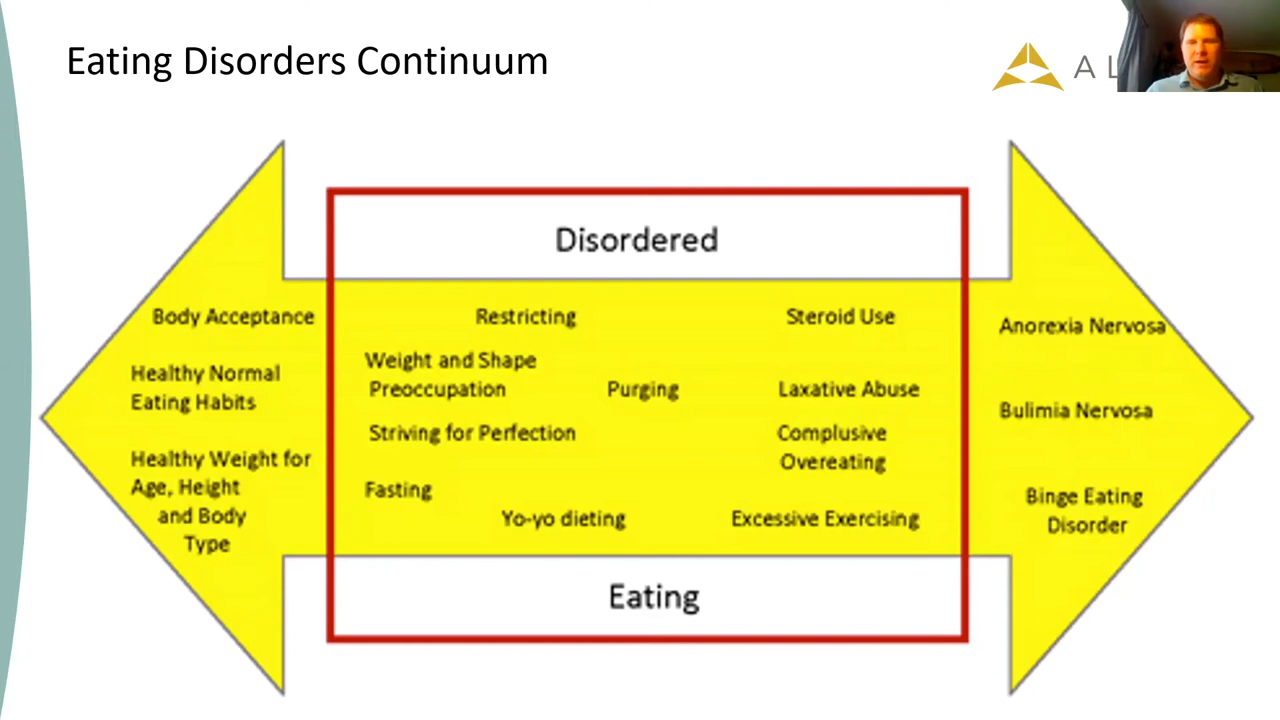 Eating Disorders Continuum
A L
Disordered
Body Acceptance
Healthy Normal
Eating Habits
Healthy Weight for
Age, Height
and Body
Type
Restricting
Steroid Use
Weight and Shape
Preoccupation
Purging
Laxative Abuse
Striving for Perfection
Complusive
Overeating
Fasting
Yo-yo dieting
Excessive Exercising
Anorexia Nervosa
Bulimia Nervosa
Binge Eating
Disorder
Eating